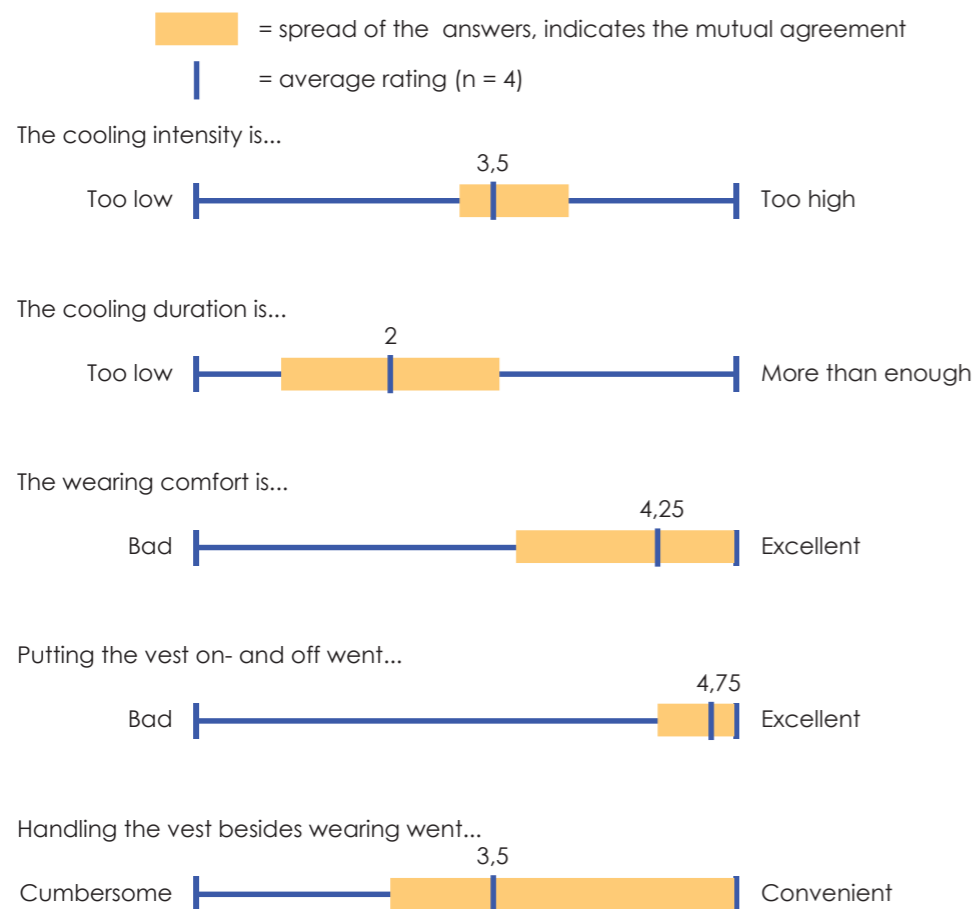 = spread of the  answers, indicates the mutual agreement
= average rating (n = 4)
The cooling intensity is...
3,5
Too low
Too high
The cooling duration is...
2
Too low
More than enough
The wearing comfort is...
4,25
Bad
Excellent
Putting the vest on- and off went...
4,75
Bad
Excellent
Handling the vest besides wearing went...
3,5
Cumbersome
Convenient